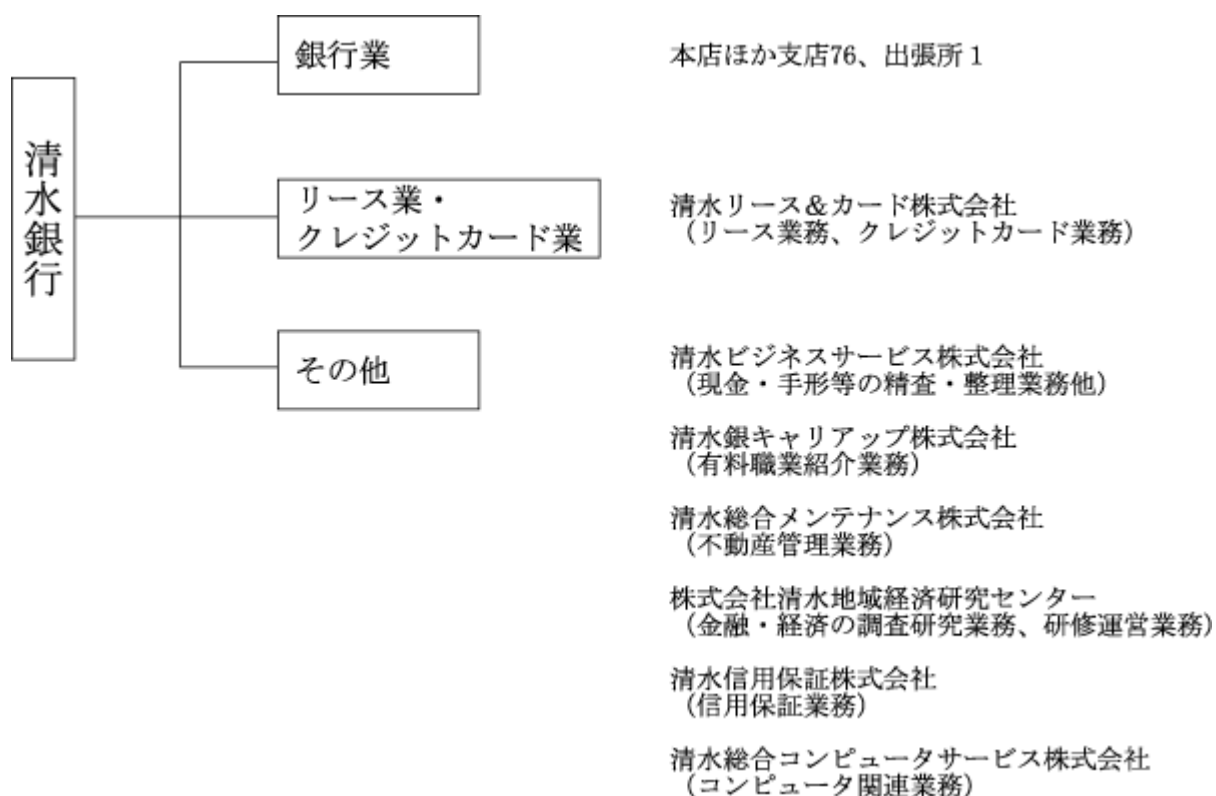 清水銀行
銀行業
本店ほか支店76、出張所1
リース業・
クレジットカード業
清水リース&カード株式会社
(リース業務、クレジットカード業務)
その他
清水ビジネスサービス株式会社
(現金・手形等の精査・整理業務他)
清水銀キャリアップ株式会社
(有料職業紹介業務)
清水総合メンテナンス株式会社
(不動産管理業務)
株式会社清水地域経済研究センター
(金融・経済の調査研究業務、研修運営業務)
清水信用保証株式会社
(信用保証業務)
清水総合コンピュータサービス株式会社
(コンピュータ関連業務)